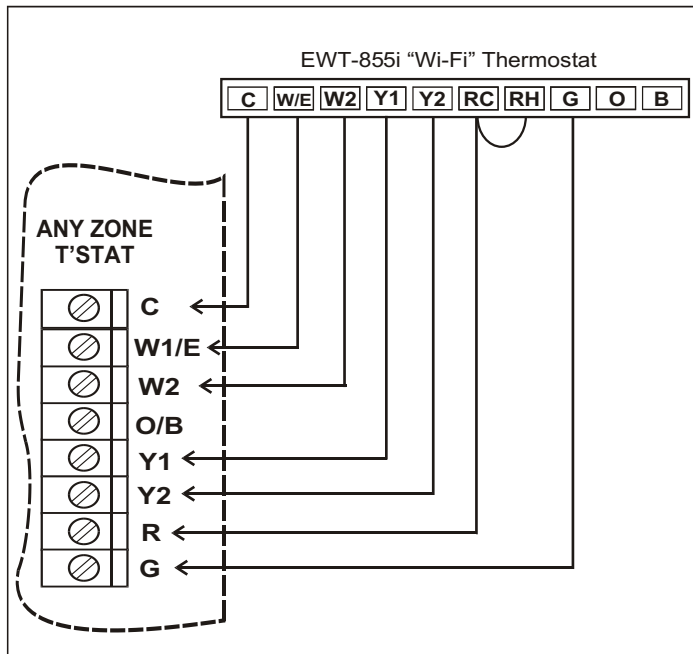 EWT-855i “Wi-Fi” Thermostat
C W/E W2 Y1 Y2 RC RH G O B
ANY ZONE
T’STAT
C
W1/E
W2
O/B
Y1
Y2
R
G